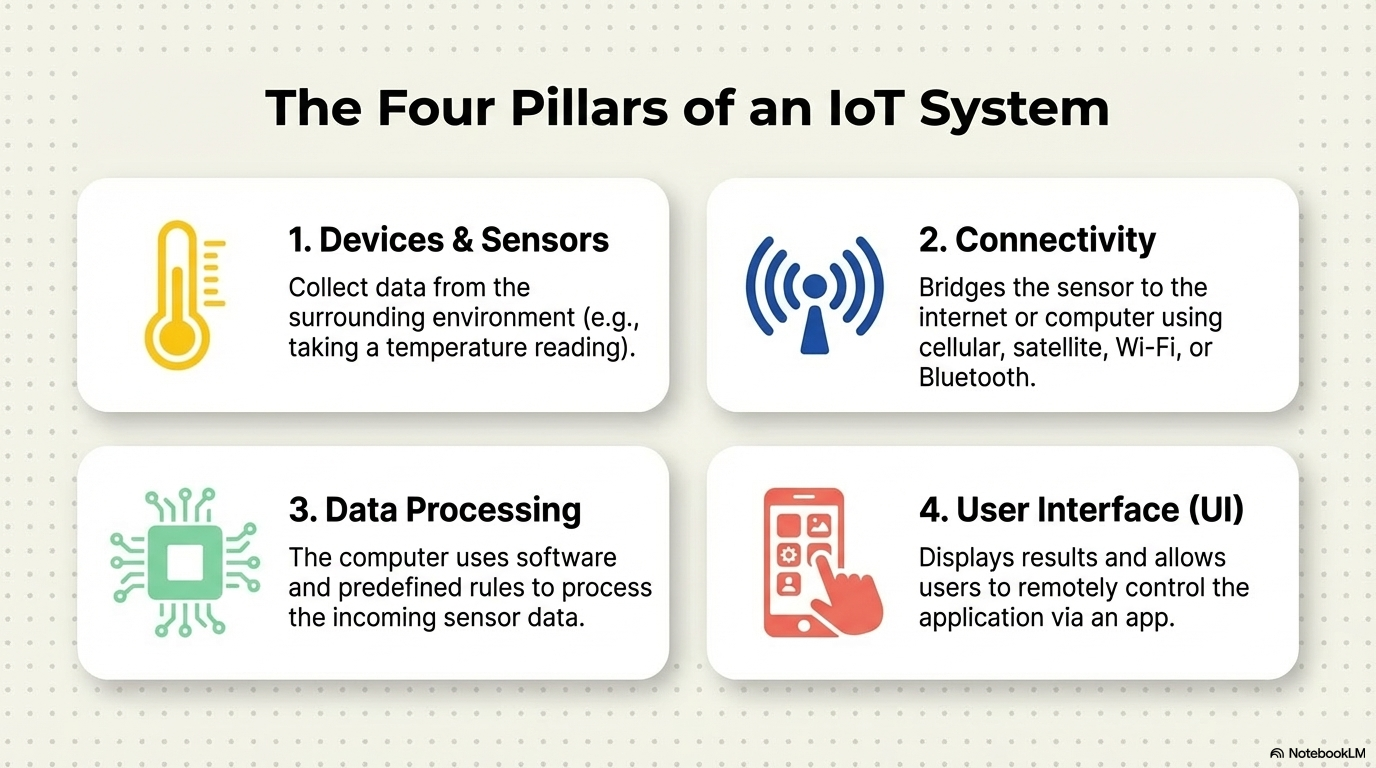 The Four Pillars of an IoT System
1. Devices & Sensors
Collect data from the
surrounding environment (e.g.,
taking a temperature reading).
2. Connectivity
Bridges the sensor to the
internet or computer using
cellular, satellite, Wi-Fi, or
Bluetooth.
3. Data Processing
The computer uses software
and predefined rules to process
the incoming sensor data.
4. User Interface (UI)
Displays results and allows
users to remotely control the
application via an app.
NotebookLM